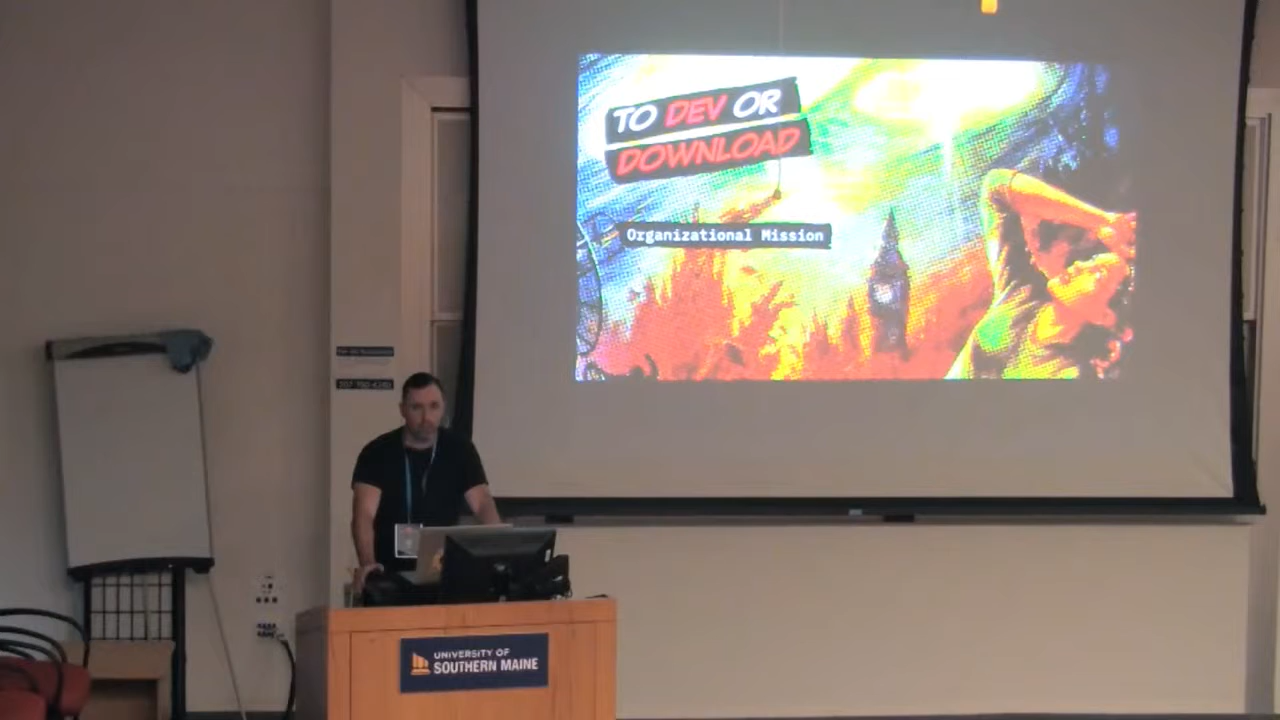 TO DEV OR
DOWNLOAD
Organizational Mission
UNIVERSITY OF
SOUTHERN MAINE